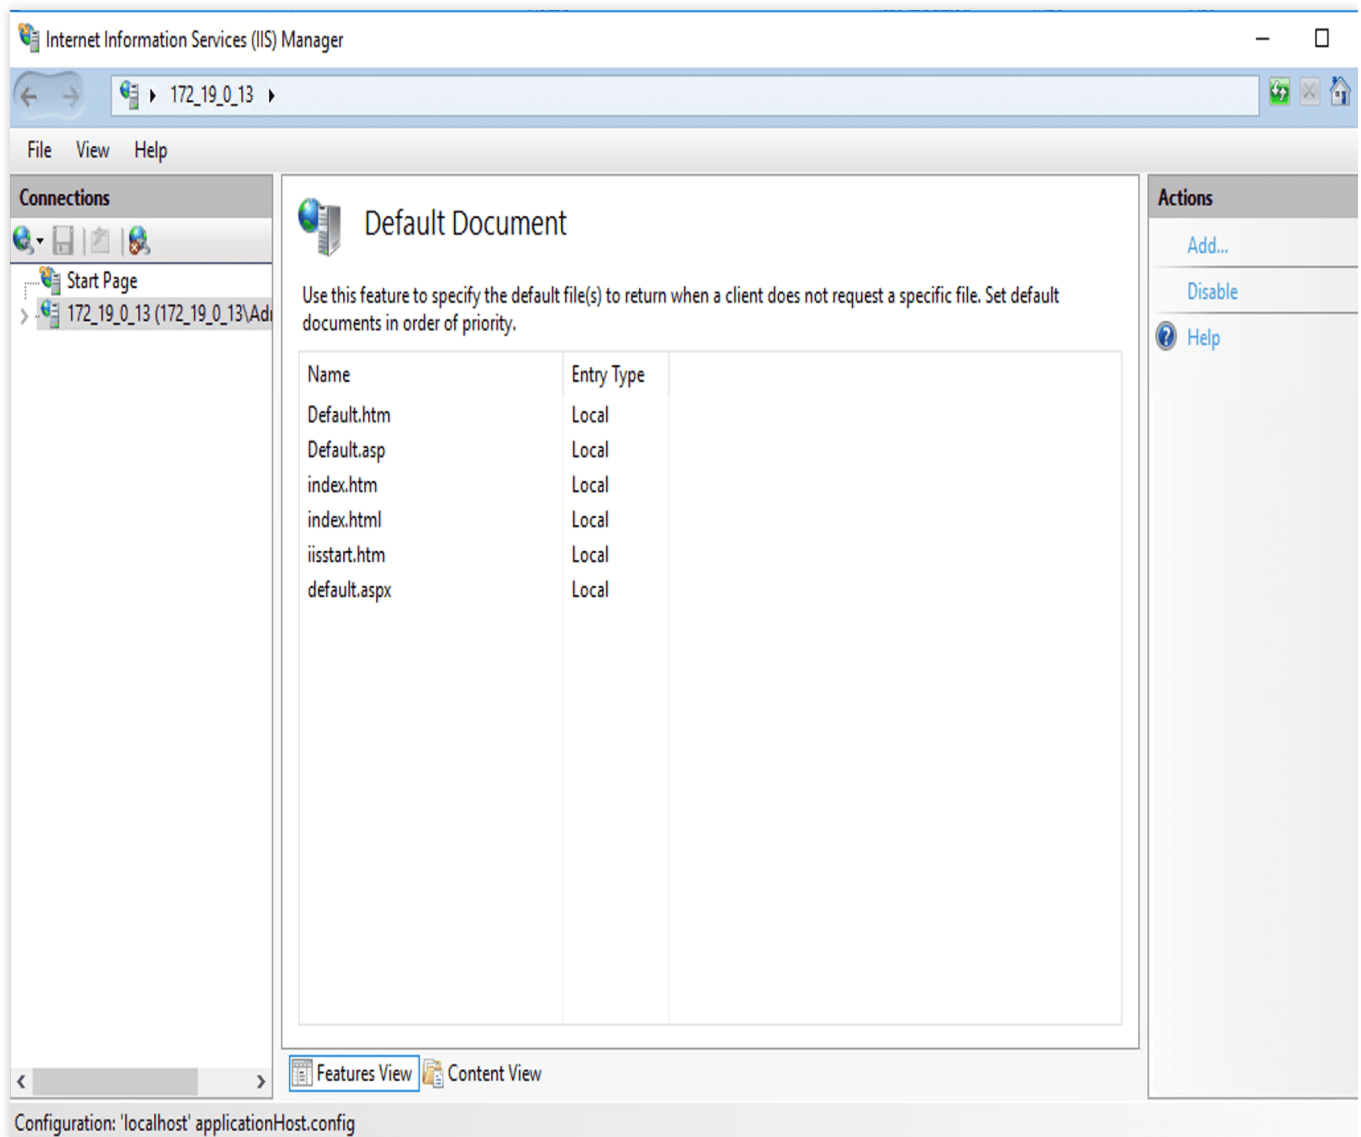 Internet Information Services (IIS) Manager
172_19_0_13
File View Help
Connections
Start Page
172_19_0_13 (172_19_0_13\Adı
Default Document
Use this feature to specify the default file(s) to return when a client does not request a specific file. Set default
documents in order of priority.
Name Entry Type
Default.htm Local
Default.asp Local
index.htm Local
index.html Local
iisstart.htm Local
default.aspx Local
Features View Content View
Actions
Add...
Disable
Help
Configuration: 'localhost' applicationHost.config